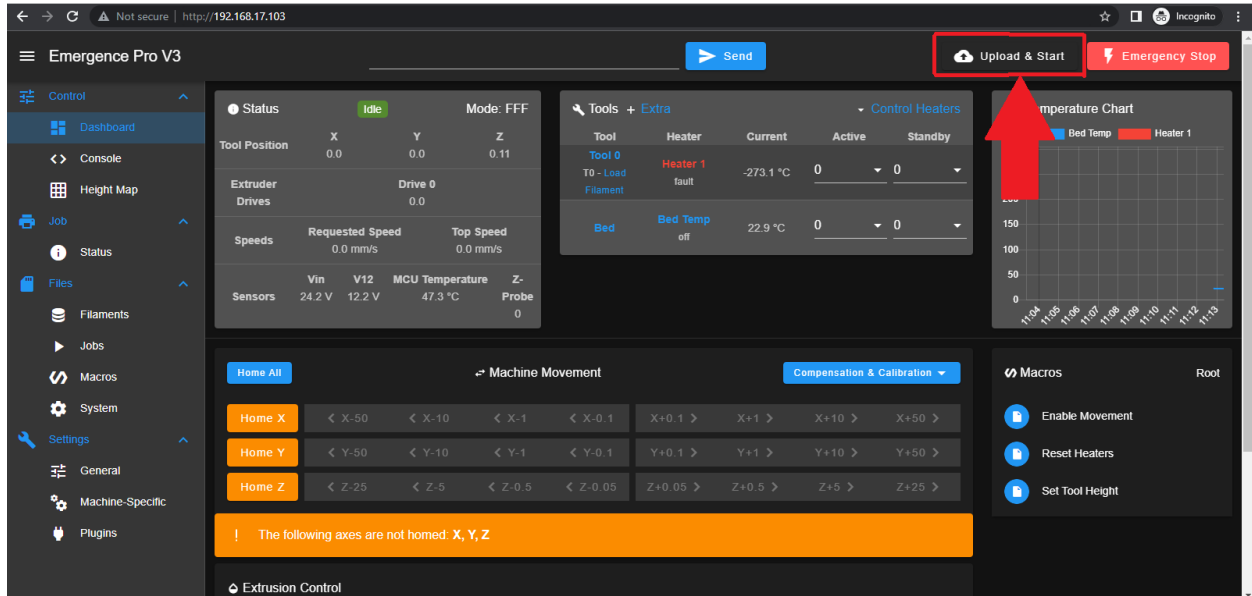 Not secure | http://192.168.17.103
Incognito
Emergence Pro V3
Send
Upload & Start
Emergency Stop
Control
Dashboard
Console
Height Map
Job
Status
Files
Filaments
Jobs
Macros
System
Settings
General
Machine-Specific
Plugins
Status Idle Mode: FFF
Tool Position X Y Z
0.0 0.0 0.11
Extruder Drives Drive 0
0.0
Speeds Requested Speed Top Speed
0.0 mm/s 0.0 mm/s
Sensors Vin V12 MCU Temperature Z-Probe
24.2 V 12.2 V 47.3 °C 0
Tools + Extra Control Heaters
Tool Heater Current Active Standby
Tool 0 Heater 1 -273.1 °C 0 0
T0 - Load Filament fault
Bed Bed Temp 22.9 °C 0 0
off
mperature Chart
Bed Temp Heater 1
150
100
50
0
11:04 11:05 11:06 11:07 11:08 11:09 11:10 11:11 11:12 11:13
Home All Machine Movement Compensation & Calibration
Home X X-50 X-10 X-1 X-0.1 X+0.1 X+1 X+10 X+50
Home Y Y-50 Y-10 Y-1 Y-0.1 Y+0.1 Y+1 Y+10 Y+50
Home Z Z-25 Z-5 Z-0.5 Z-0.05 Z+0.05 Z+0.5 Z+5 Z+25
! The following axes are not homed: X, Y, Z
Extrusion Control
Macros Root
Enable Movement
Reset Heaters
Set Tool Height